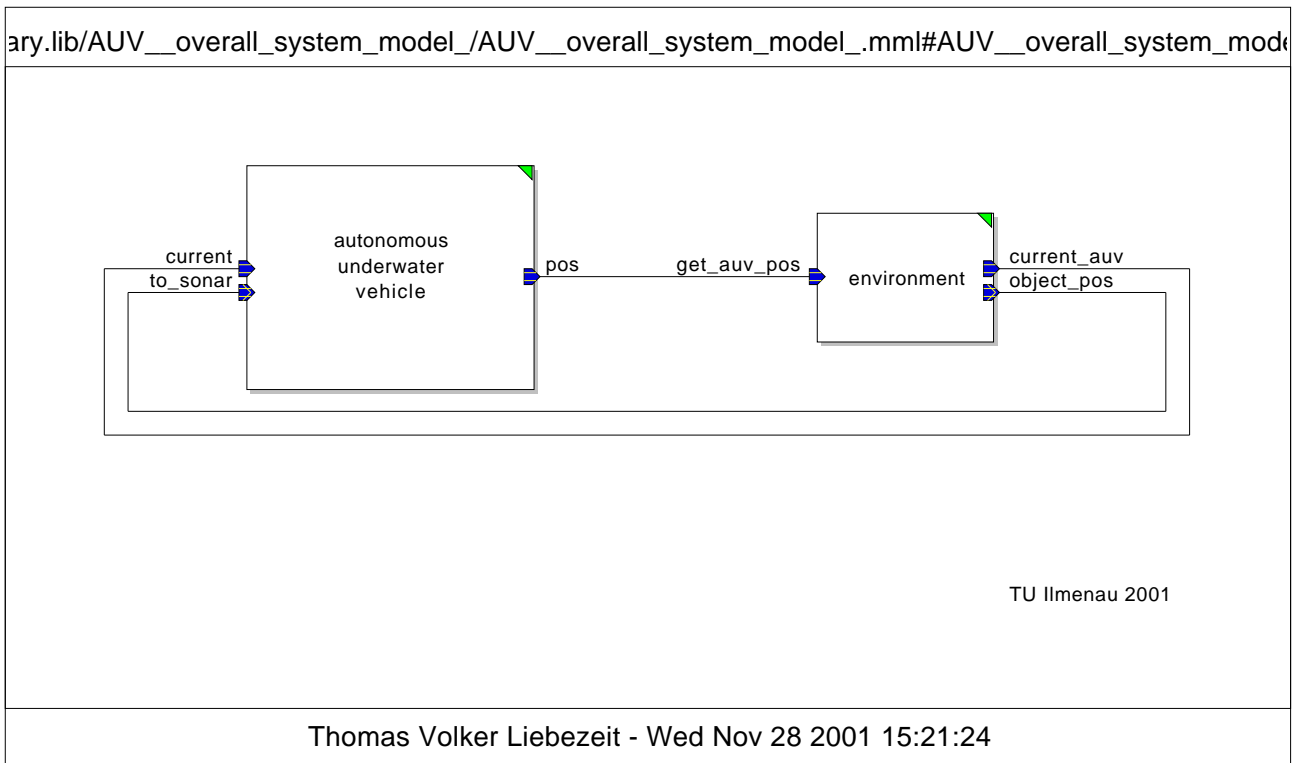 ary.lib/AUV__overall_system_model_/AUV__overall_system_model_.mml#AUV__overall_system_mode
autonomous
underwater
vehicle
current
to_sonar
pos
get_auv_pos
environment
current_auv
object_pos
TU Ilmenau 2001
Thomas Volker Liebezeit - Wed Nov 28 2001 15:21:24